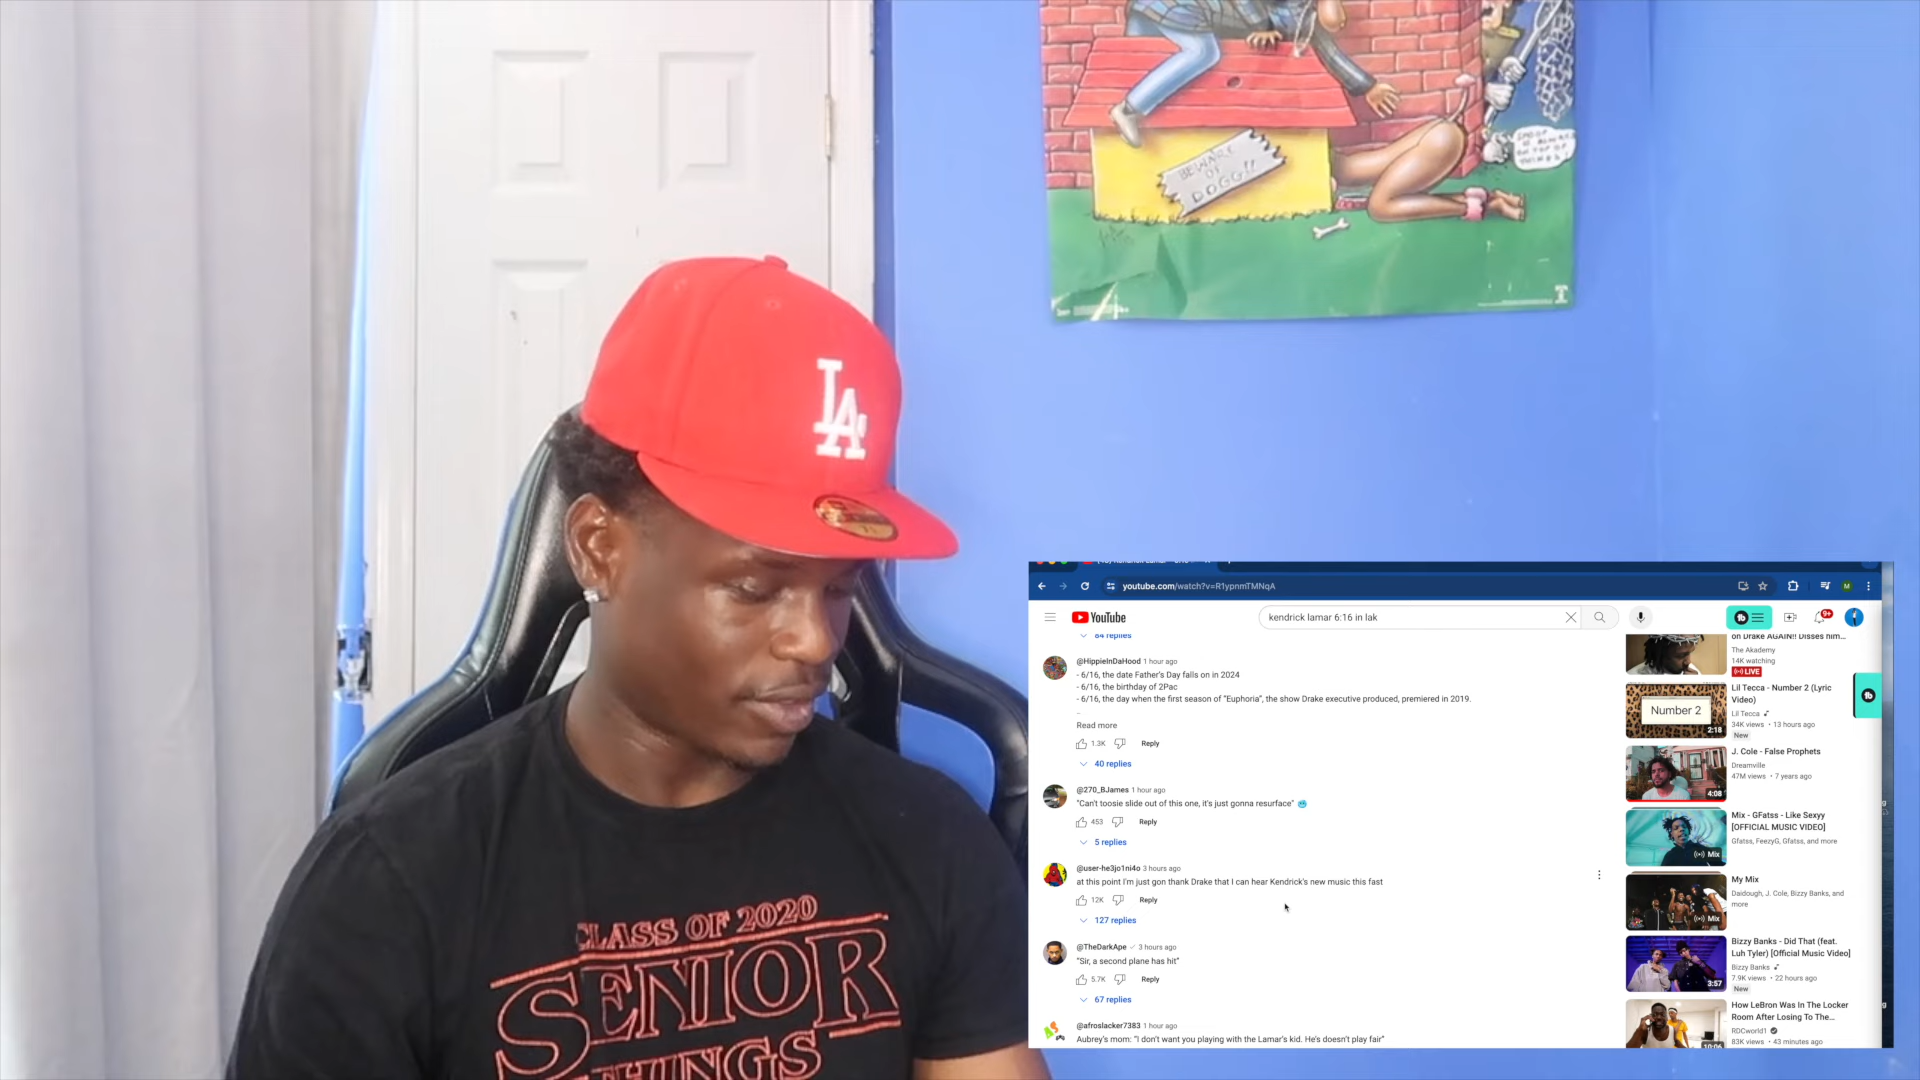 BEWARE
OF
DOGG!!
LA
CLASS OF 2020
SENIOR
THINGS
youtube.com/watch?v=R1ypnmTMNqA
M
YouTube
kendrick lamar 6:16 in lak
9+
84 replies
@HippieInDaHood 1 hour ago
- 6/16, the date Father's Day falls on in 2024
- 6/16, the birthday of 2Pac
- 6/16, the day when the first season of "Euphoria", the show Drake executive produced, premiered in 2019.
Read more
1.3K Reply
40 replies
@270_BJames 1 hour ago
"Can't toosie slide out of this one, it's just gonna resurface" 🥶
453 Reply
5 replies
@user-he3jo1ni4o 3 hours ago
at this point I'm just gon thank Drake that I can hear Kendrick's new music this fast
12K Reply
127 replies
@TheDarkApe 3 hours ago
"Sir, a second plane has hit"
5.7K Reply
67 replies
@afroslacker7383 1 hour ago
Aubrey's mom: "I don't want you playing with the Lamar's kid. He's doesn't play fair"
on Drake AGAIN!! Disses him...
The Akademy
14K watching
LIVE
Number 2
2:18
Lil Tecca - Number 2 (Lyric
Video)
Lil Tecca
34K views • 13 hours ago
New
4:08
J. Cole - False Prophets
Dreamville
47M views • 7 years ago
Mix
Mix - GFatss - Like Sexyy
[OFFICIAL MUSIC VIDEO]
Gfatss, FeezyG, Gfatss, and more
Mix
My Mix
Daidough, J. Cole, Bizzy Banks, and
more
3:57
Bizzy Banks - Did That (feat.
Luh Tyler) [Official Music Video]
Bizzy Banks
7.9K views • 22 hours ago
New
10:06
How LeBron Was In The Locker
Room After Losing To The...
RDCworld1
83K views • 43 minutes ago